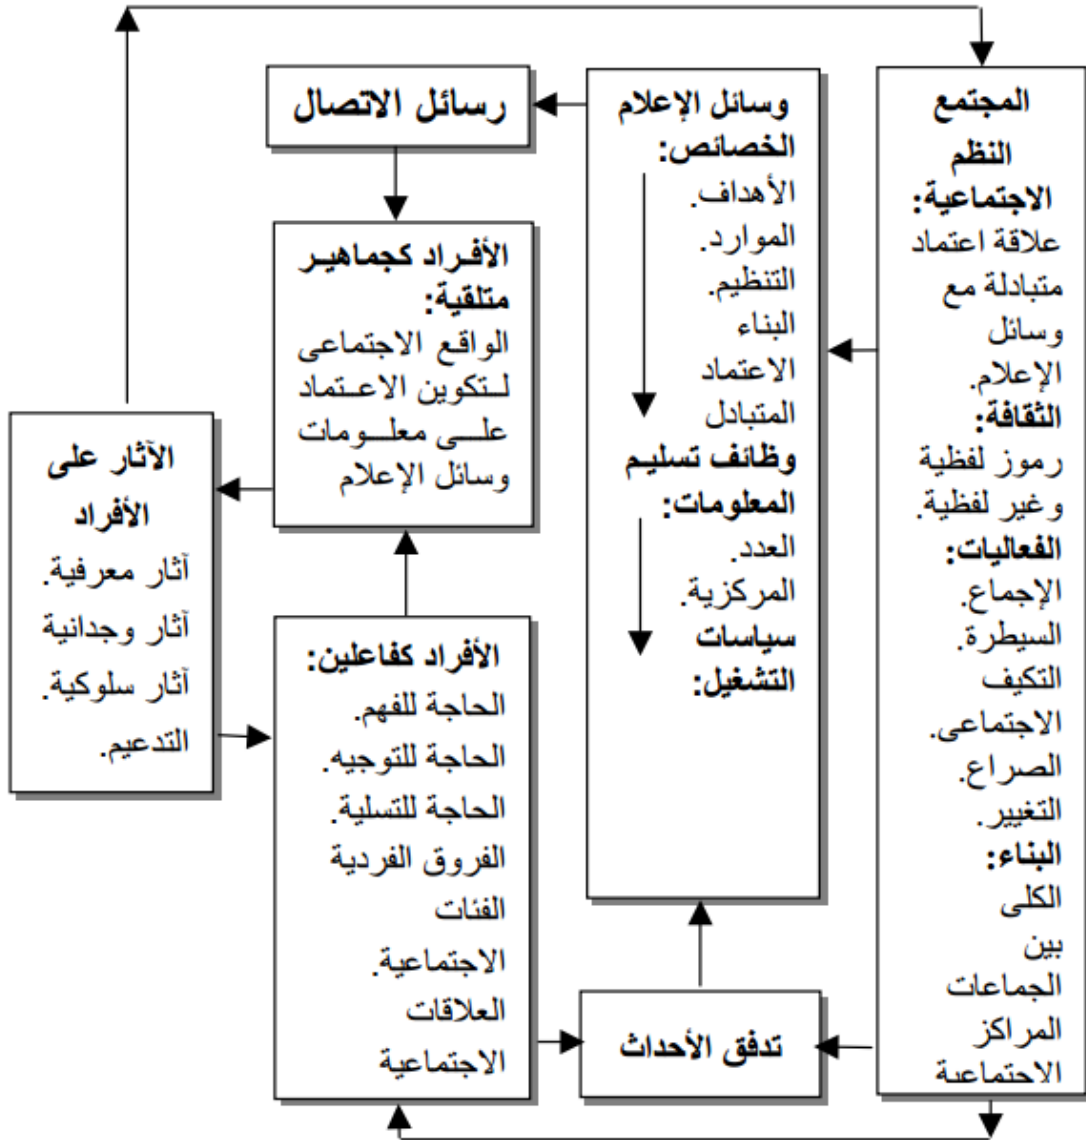 المجتمع
النظم
الاجتماعية:
علاقة اعتماد
متبادلة مع
وسائل
الإعلام.
الثقافة:
رموز لفظية
وغير لفظية.
الفعاليات:
الإجماع.
السيطرة.
التكيف
الاجتماعى.
الصراع.
التغيير.
البناء:
الكلى
بين
الجماعات
المراكز
الاجتماعية
وسائل الإعلام
الخصائص:
الأهداف.
الموارد.
التنظيم.
البناء
الاعتماد
المتبادل
وظائف تسليم
المعلومات:
العدد.
المركزية.
سياسات
التشغيل:
رسائل الاتصال
الأفراد كجماهير
متلقية:
الواقع الاجتماعى
لتكوين الاعتماد
على معلومات
وسائل الإعلام
الآثار على
الأفراد
آثار معرفية.
آثار وجدانية
آثار سلوكية.
التدعيم.
الأفراد كفاعلين:
الحاجة للفهم.
الحاجة للتوجيه.
الحاجة للتسلية.
الفروق الفردية
الفئات
الاجتماعية.
العلاقات
الاجتماعية
تدفق الأحداث